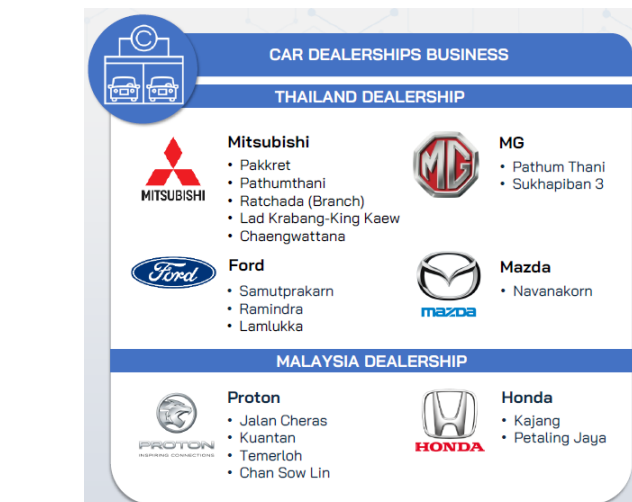 C
CAR DEALERSHIPS BUSINESS
THAILAND DEALERSHIP
MITSUBISHI
Mitsubishi
• Pakkret
• Pathumthani
• Ratchada (Branch)
• Lad Krabang-King Kaew
• Chaengwattana
MG
MG
• Pathum Thani
• Sukhapiban 3
Ford
Ford
• Samutprakarn
• Ramindra
• Lamlukka
mazda
Mazda
• Navanakorn
MALAYSIA DEALERSHIP
PROTON
INSPIRING CONNECTIONS
Proton
• Jalan Cheras
• Kuantan
• Temerloh
• Chan Sow Lin
HONDA
Honda
• Kajang
• Petaling Jaya